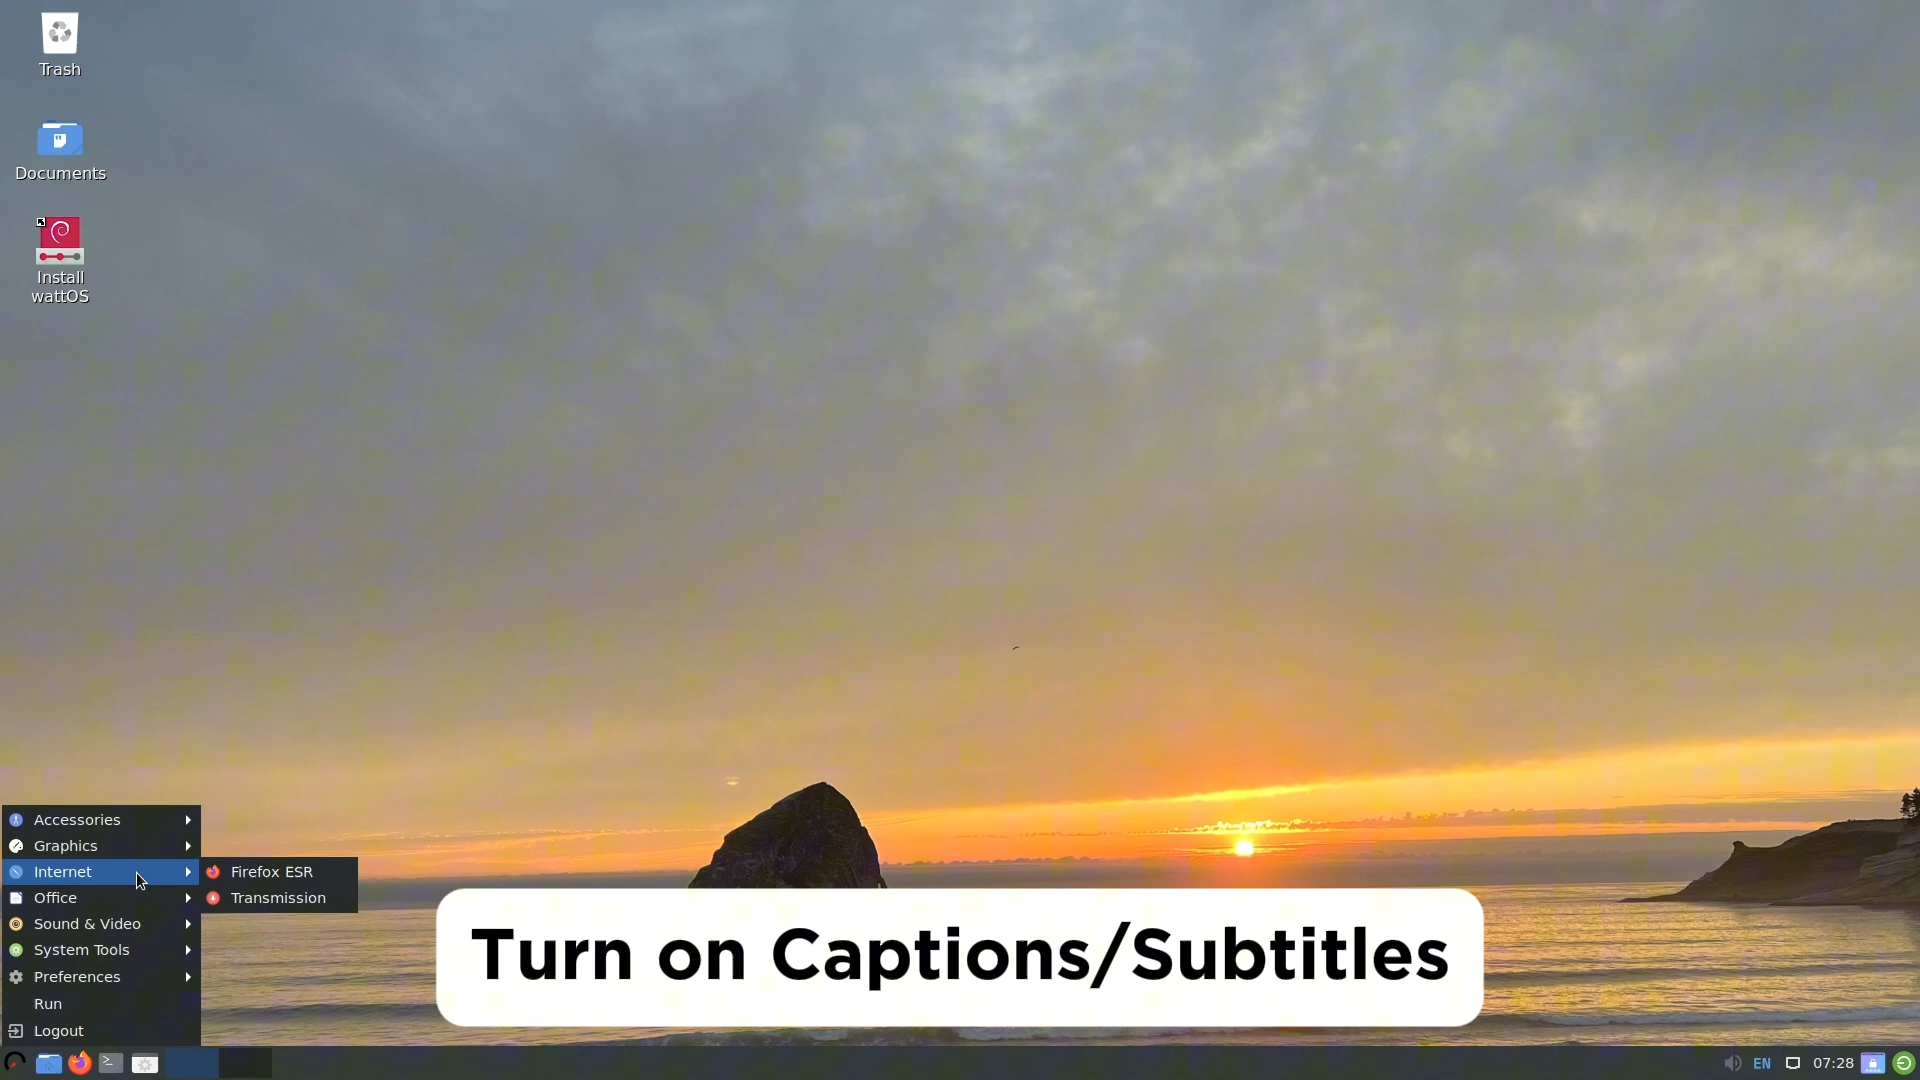 Trash
Documents
Install
wattOS
Accessories
Graphics
Internet
Firefox ESR
Office
Transmission
Sound & Video
System Tools
Preferences
Run
Logout
Turn on Captions/Subtitles
EN
07:28